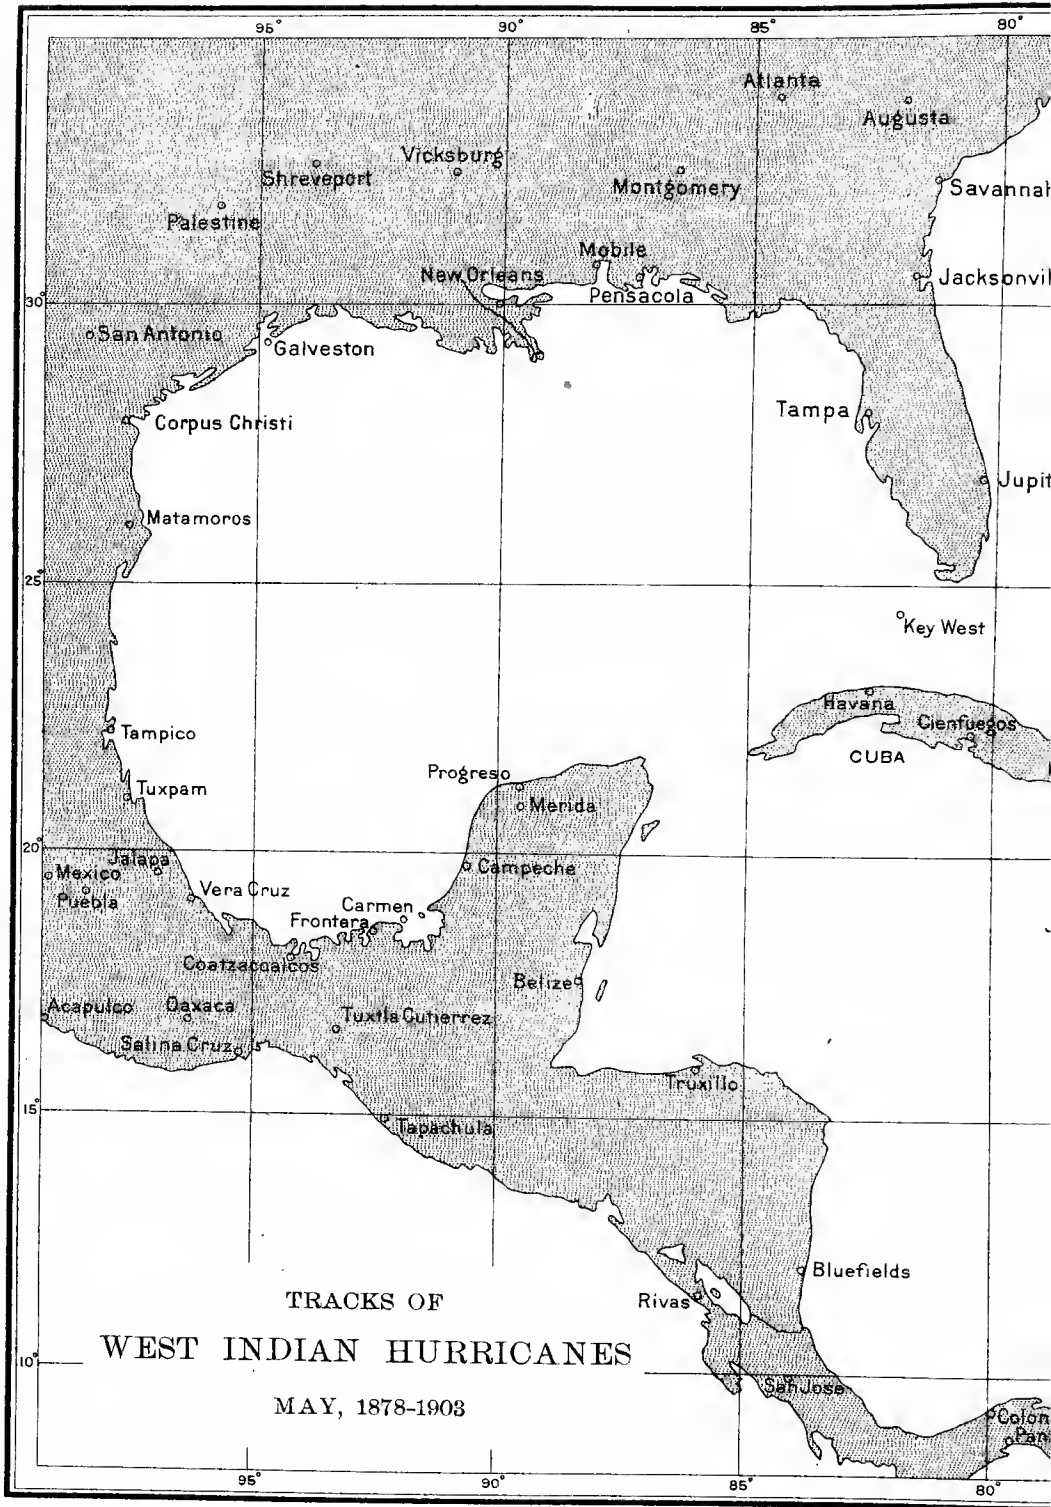 95° 90° 85° 80°
Atlanta
Augusta
Vicksburg
Shreveport
Montgomery
Savannah
Palestine
Mobile
New Orleans
Jacksonvil
Pensacola
30°
San Antonio
Galveston
Tampa
Corpus Christi
Jupit
Matamoros
25°
Key West
Havana
Cienfuegos
Tampico
CUBA
Progreso
Tuxpam
Merida
20°
Jalapa
Mexico
Campeche
Puebla
Vera Cruz
Carmen
Frontera
Coatzacoalcos
Belize
Acapulco
Oaxaca
Tuxtla Gutierrez
Salina Cruz
Truxillo
15°
Tapachula
Bluefields
Rivas
TRACKS OF
WEST INDIAN HURRICANES
MAY, 1878-1903
10°
San Jose
Colon
Pan
95° 90° 85° 80°